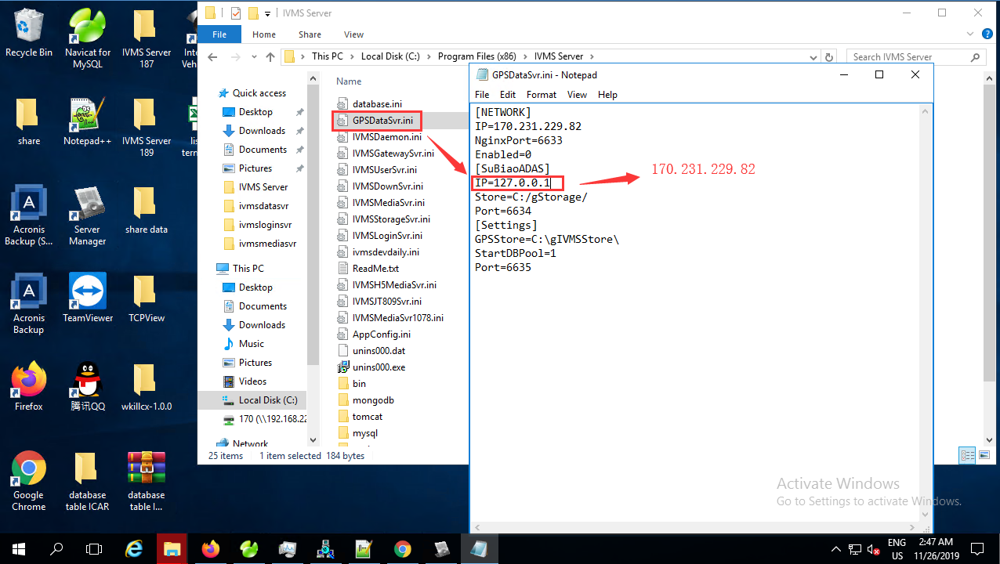 Recycle Bin
Navicat for MySQL
IVMS Server 187
share
Notepad++
IVMS Server 189
Acronis Backup (S...
Server Manager
share data
Acronis Backup
TeamViewer
TCPView
Firefox
腾讯QQ
wkillcx-1.0.0
Google Chrome
database table ICAR
database table I...
IVMS Server
File Home Share View
This PC Local Disk (C:) Program Files (x86) IVMS Server
Search IVMS Server
Quick access
Desktop
Downloads
Documents
Pictures
IVMS Server
ivmsdatasvr
ivmsloginsvr
ivmsmediasvr
This PC
Desktop
Documents
Downloads
Music
Pictures
Videos
Local Disk (C:)
170 (\\192.168.22
Network
Name
database.ini
GPSDataSvr.ini
IVMSDaemon.ini
IVMSGatewaySvr.ini
IVMSUserSvr.ini
IVMSDownSvr.ini
IVMSMediaSvr.ini
IVMSStorageSvr.ini
IVMSLoginSvr.ini
ivmsdevdaily.ini
ReadMe.txt
IVMSH5MediaSvr.ini
IVMSJT809Svr.ini
IVMSMediaSvr1078.ini
AppConfig.ini
unins000.dat
unins000.exe
bin
mongodb
tomcat
mysql
25 items 1 item selected 184 bytes
GPSDataSvr.ini - Notepad
File Edit Format View Help
[NETWORK]
IP=170.231.229.82
NginxPort=6633
Enabled=0
[SuBiaoADAS]
IP=127.0.0.1
Store=C:/gStorage/
Port=6634
[Settings]
GPSStore=C:\gIVMSStore\
StartDBPool=1
Port=6635
170.231.229.82
Activate Windows
Go to Settings to activate Windows.
ENG
US
2:47 AM
11/26/2019